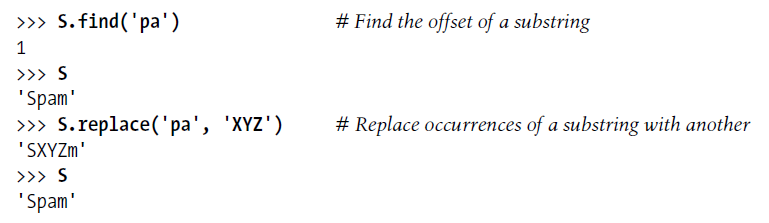 >>> S.find('pa') # Find the offset of a substring
1
>>> S
'Spam'
>>> S.replace('pa', 'XYZ') # Replace occurrences of a substring with another
'SXYZm'
>>> S
'Spam'